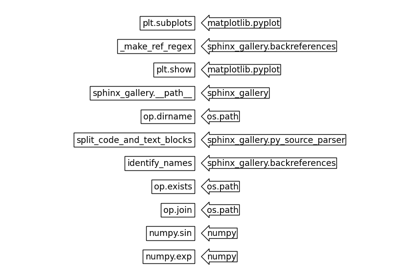 plt.subplots matplotlib.pyplot
_make_ref_regex sphinx_gallery.backreferences
plt.show matplotlib.pyplot
sphinx_gallery.__path__ sphinx_gallery
op.dirname os.path
split_code_and_text_blocks sphinx_gallery.py_source_parser
identify_names sphinx_gallery.backreferences
op.exists os.path
op.join os.path
numpy.sin numpy
numpy.exp numpy